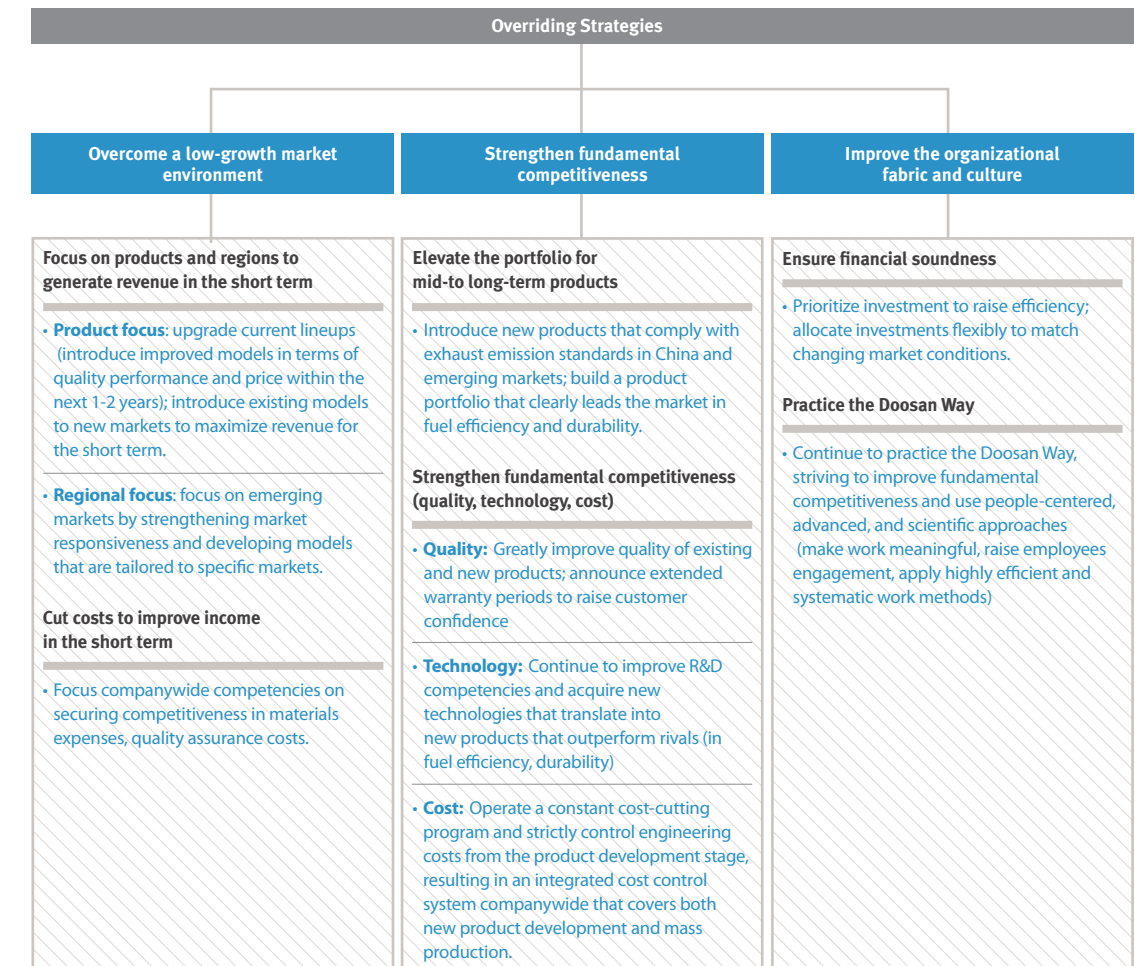 Overriding Strategies
Overcome a low-growth market
environment
Focus on products and regions to
generate revenue in the short term
• Product focus: upgrade current lineups
(introduce improved models in terms of
quality performance and price within the
next 1-2 years); introduce existing models
to new markets to maximize revenue for
the short term.
• Regional focus: focus on emerging
markets by strengthening market
responsiveness and developing models
that are tailored to specific markets.
Cut costs to improve income
in the short term
• Focus companywide competencies on
securing competitiveness in materials
expenses, quality assurance costs.
Strengthen fundamental
competitiveness
Elevate the portfolio for
mid-to long-term products
• Introduce new products that comply with
exhaust emission standards in China and
emerging markets; build a product
portfolio that clearly leads the market in
fuel efficiency and durability.
Strengthen fundamental competitiveness
(quality, technology, cost)
• Quality: Greatly improve quality of existing
and new products; announce extended
warranty periods to raise customer
confidence
• Technology: Continue to improve R&D
competencies and acquire new
technologies that translate into
new products that outperform rivals (in
fuel efficiency, durability)
• Cost: Operate a constant cost-cutting
program and strictly control engineering
costs from the product development stage,
resulting in an integrated cost control
system companywide that covers both
new product development and mass
production.
Improve the organizational
fabric and culture
Ensure financial soundness
• Prioritize investment to raise efficiency;
allocate investments flexibly to match
changing market conditions.
Practice the Doosan Way
• Continue to practice the Doosan Way,
striving to improve fundamental
competitiveness and use people-centered,
advanced, and scientific approaches
(make work meaningful, raise employees
engagement, apply highly efficient and
systematic work methods)